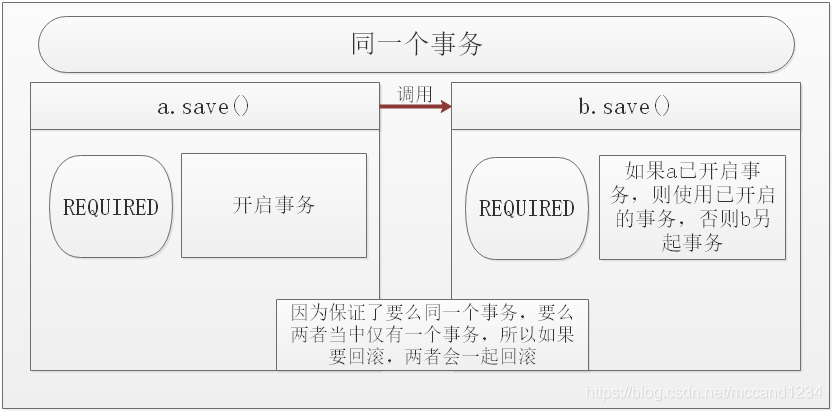 同一个事务
a.save()
调用
b.save()
REQUIRED
开启事务
REQUIRED
如果a已开启事
务，则使用已开启
的事务，否则b另
起事务
因为保证了要么同一个事务，要么
两者当中仅有一个事务，所以如果
要回滚，两者会一起回滚
https://blog.csdn.net/mccand1234